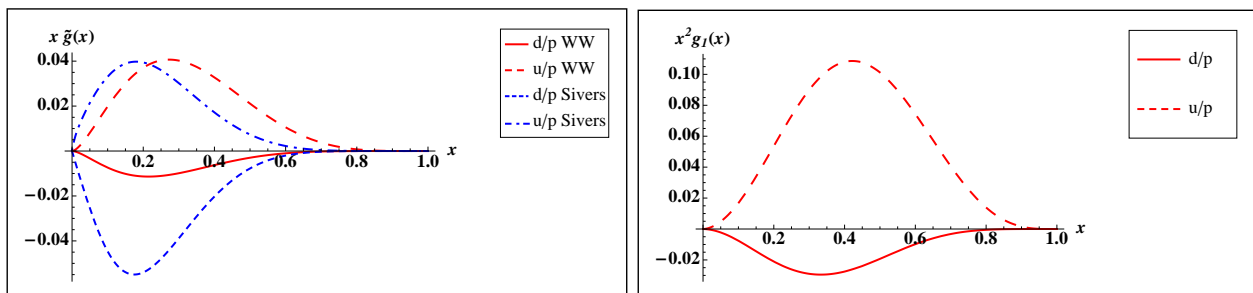 x g̃(x)
0.04
0.02
−0.02
−0.04
0.2 0.4 0.6 0.8 1.0 x
d/p WW
u/p WW
d/p Sivers
u/p Sivers
x²g₁(x)
0.10
0.08
0.06
0.04
0.02
−0.02
0.2 0.4 0.6 0.8 1.0 x
d/p
u/p